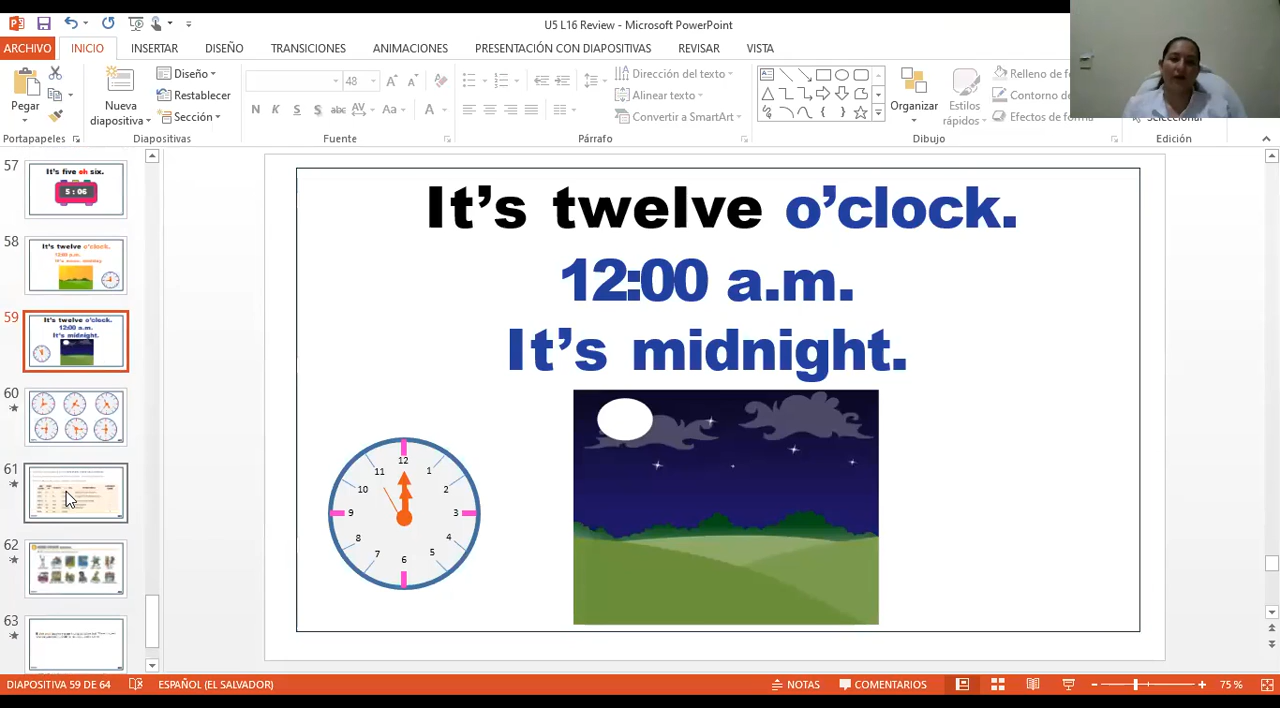 U5 L16 Review - Microsoft PowerPoint
ARCHIVO INICIO INSERTAR DISEÑO TRANSICIONES ANIMACIONES PRESENTACIÓN CON DIAPOSITIVAS REVISAR VISTA
Pegar
Nueva diapositiva
Diseño
Restablecer
Sección
48
N K S S abc AV Aa A
Dirección del texto
Alinear texto
Convertir a SmartArt
Organizar
Estilos rápidos
Relleno de
Contorno de
Efectos de forma
Seleccionar
Portapapeles Diapositivas Fuente Párrafo Dibujo Edición
57
It's five oh six.
5 : 06
58
It's twelve o'clock.
12:00 p.m.
59
It's twelve o'clock.
12:00 a.m.
It's midnight.
60
61
62
63
It's twelve o'clock.
12:00 a.m.
It's midnight.
12
11 1
10 2
9 3
8 4
7 5
6
DIAPOSITIVA 59 DE 64 ESPAÑOL (EL SALVADOR) NOTAS COMENTARIOS 75 %